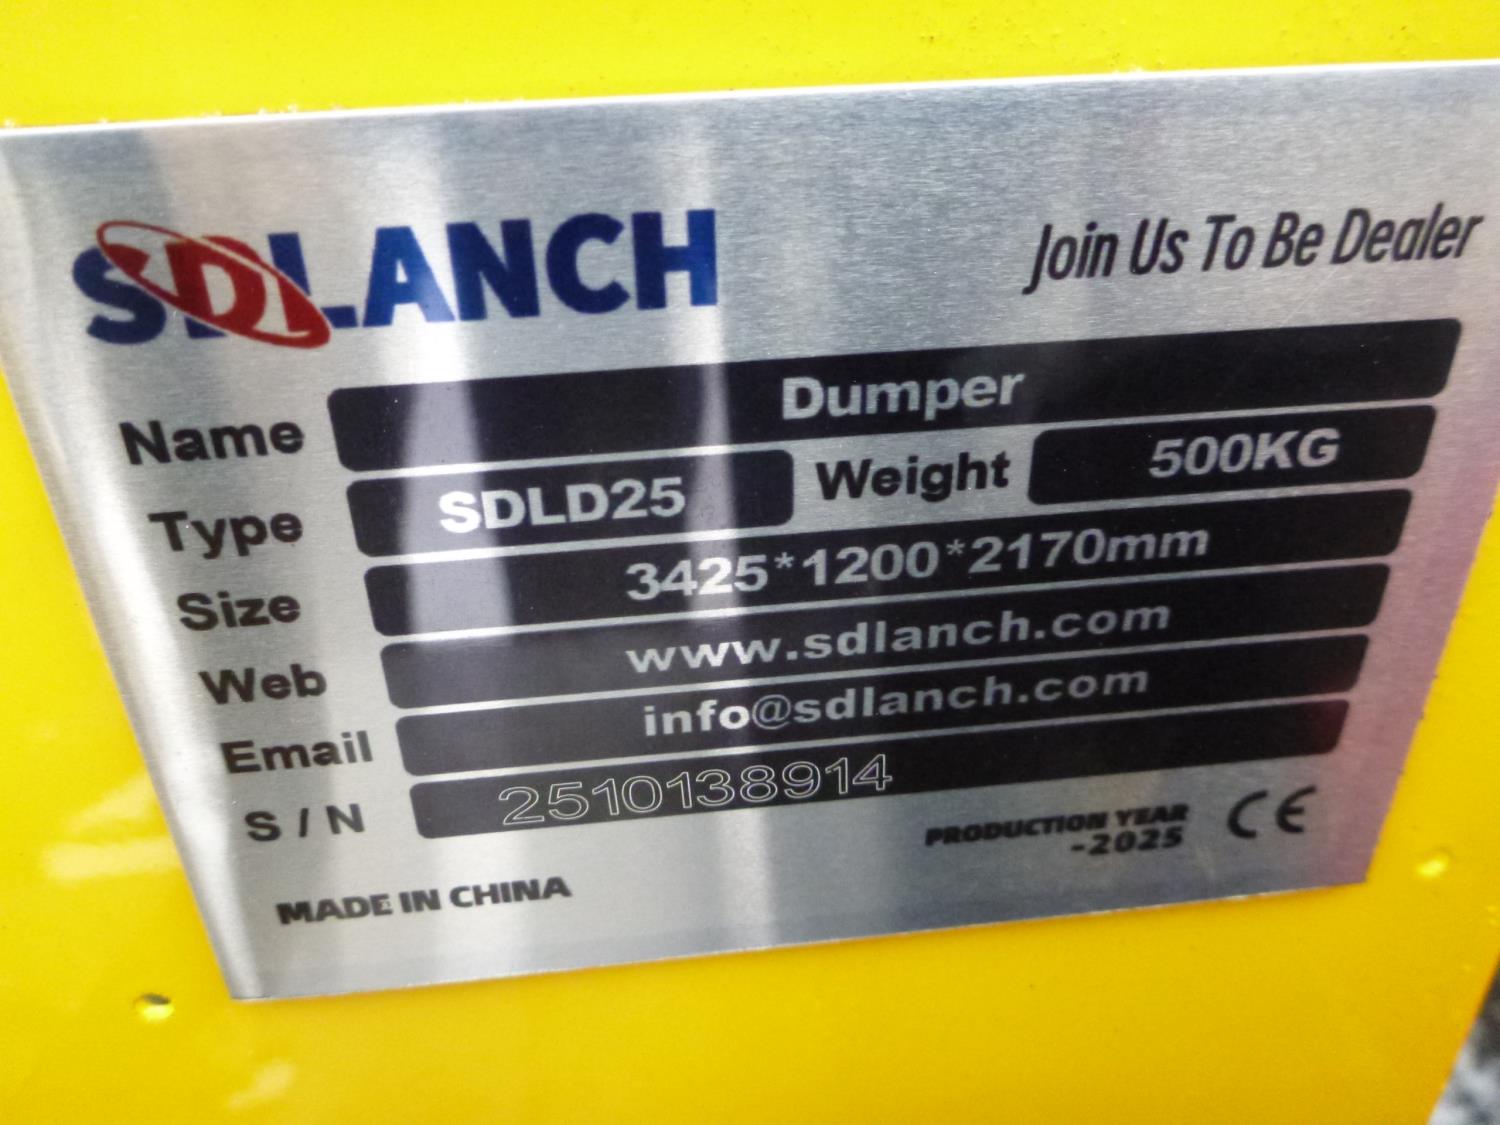 SDLANCH
Join Us To Be Dealer
Name Dumper
Type SDLD25 Weight 500KG
Size 3425*1200*2170mm
Web www.sdlanch.com
Email info@sdlanch.com
S / N 2510138914
PRODUCTION YEAR
-2025
CE
MADE IN CHINA